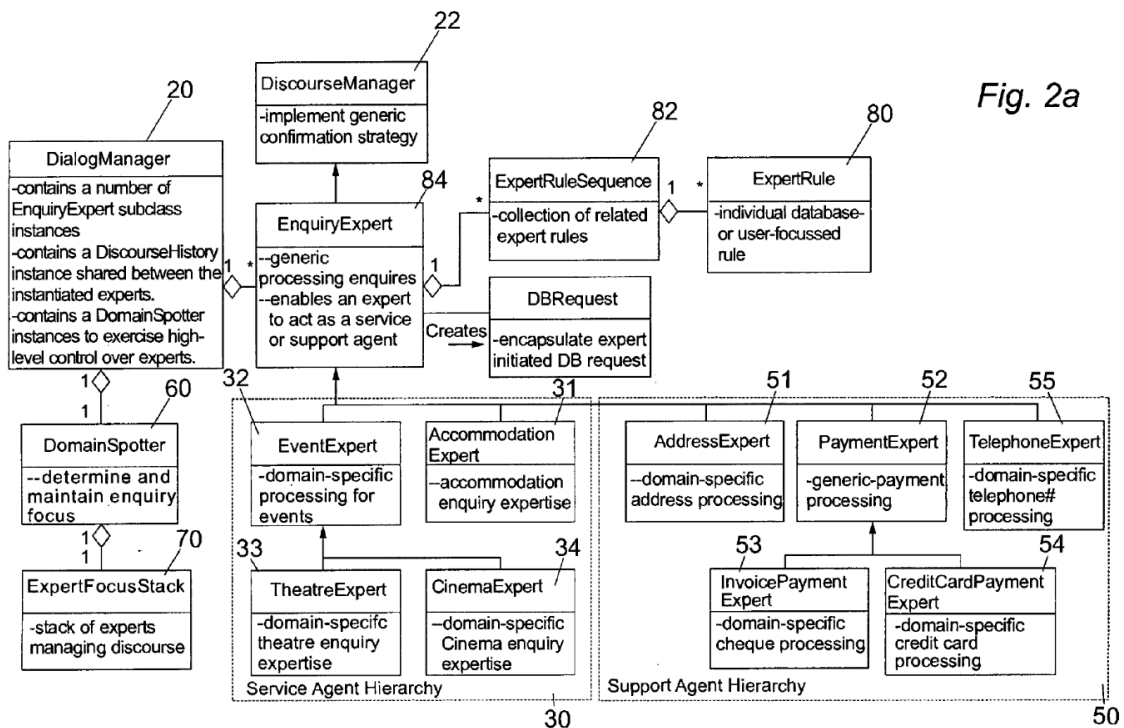 22
Fig. 2a
DiscourseManager
-implement generic
confirmation strategy
20
DialogManager
-contains a number of
EnquiryExpert subclass
instances
-contains a DiscourseHistory
instance shared between the
instantiated experts.
-contains a DomainSpotter
instances to exercise high-
level control over experts.
1
*
84
EnquiryExpert
--generic
processing enquires
--enables an expert
to act as a service
or support agent
1
*
82
ExpertRuleSequence
-collection of related
expert rules
1
*
80
ExpertRule
-individual database-
or user-focussed
rule
Creates
DBRequest
-encapsulate expert
initiated DB request
1
1
60
DomainSpotter
--determine and
maintain enquiry
focus
1
1
70
ExpertFocusStack
-stack of experts
managing discourse
32
EventExpert
-domain-specific
processing for
events
31
Accommodation
Expert
--accommodation
enquiry expertise
33
TheatreExpert
-domain-specifc
theatre enquiry
expertise
34
CinemaExpert
--domain-specific
Cinema enquiry
expertise
Service Agent Hierarchy
30
51
AddressExpert
--domain-specific
address processing
52
PaymentExpert
-generic-payment
processing
55
TelephoneExpert
-domain-specific
telephone#
processing
53
InvoicePayment
Expert
-domain-specific
cheque processing
54
CreditCardPayment
Expert
-domain-specific
credit card
processing
Support Agent Hierarchy
50